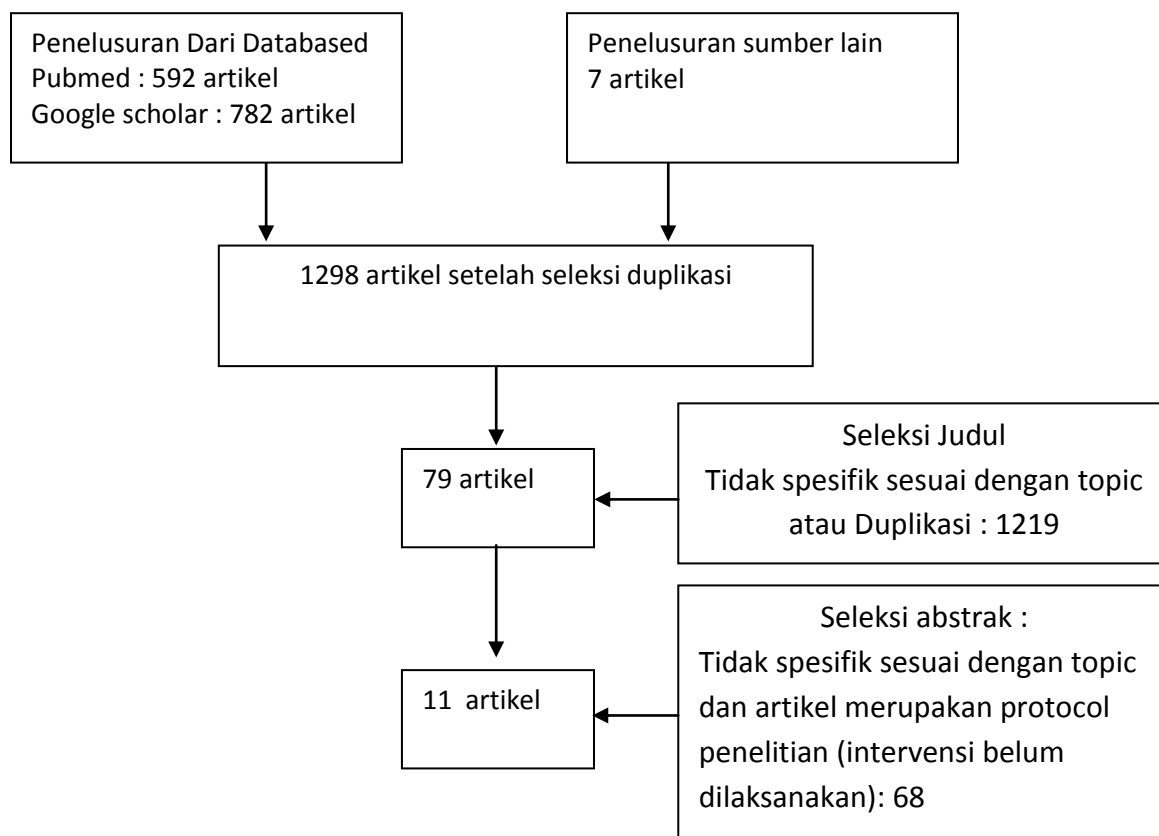 Penelusuran Dari Databased
Pubmed : 592 artikel
Google scholar : 782 artikel
Penelusuran sumber lain
7 artikel
1298 artikel setelah seleksi duplikasi
79 artikel
Seleksi Judul
Tidak spesifik sesuai dengan topic
atau Duplikasi : 1219
11 artikel
Seleksi abstrak :
Tidak spesifik sesuai dengan topic
dan artikel merupakan protocol
penelitian (intervensi belum
dilaksanakan): 68